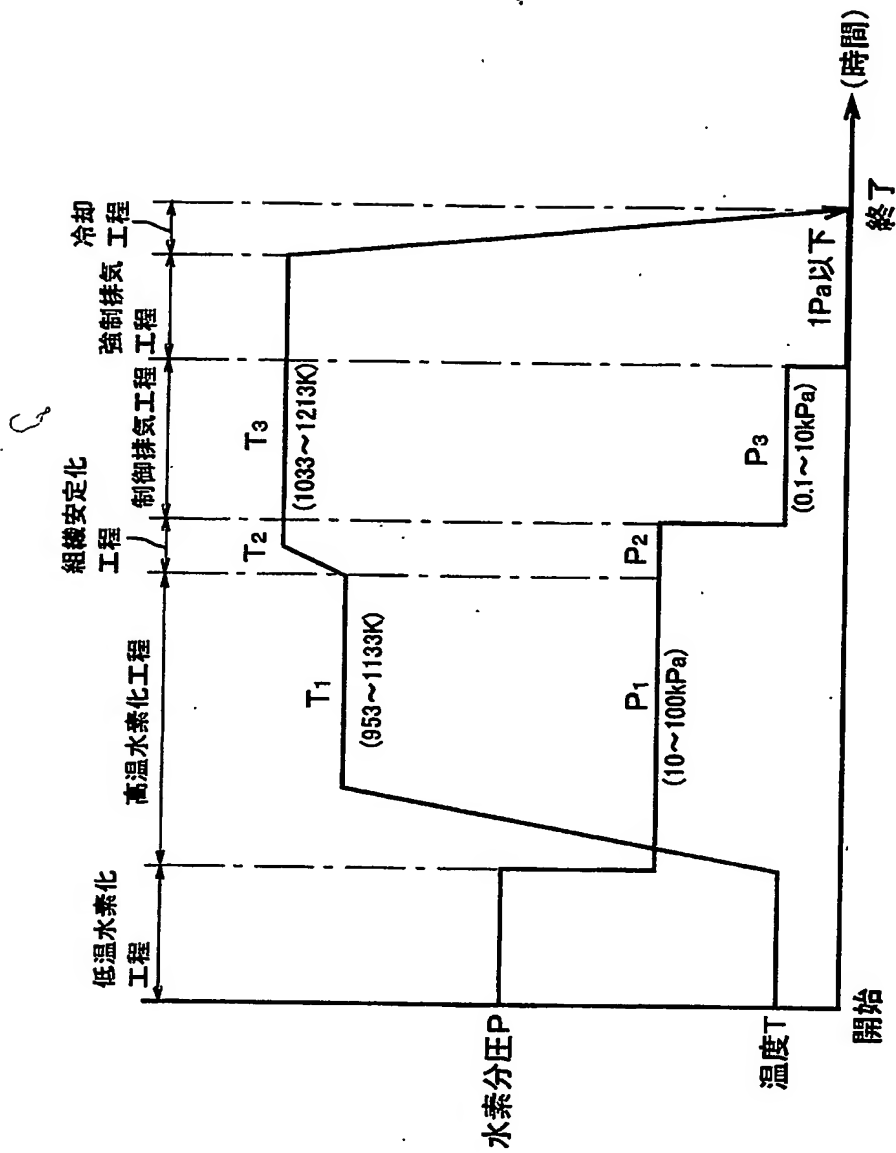 低温水素化
工程
高温水素化工程
組織安定化
工程
制御排気工程
強制排気
工程
冷却
工程
T1
(953~1133K)
T2
T3
(1033~1213K)
水素分圧P
P1
(10~100kPa)
P2
P3
(0.1~10kPa)
1Pa以下
温度T
開始
終了
(時間)